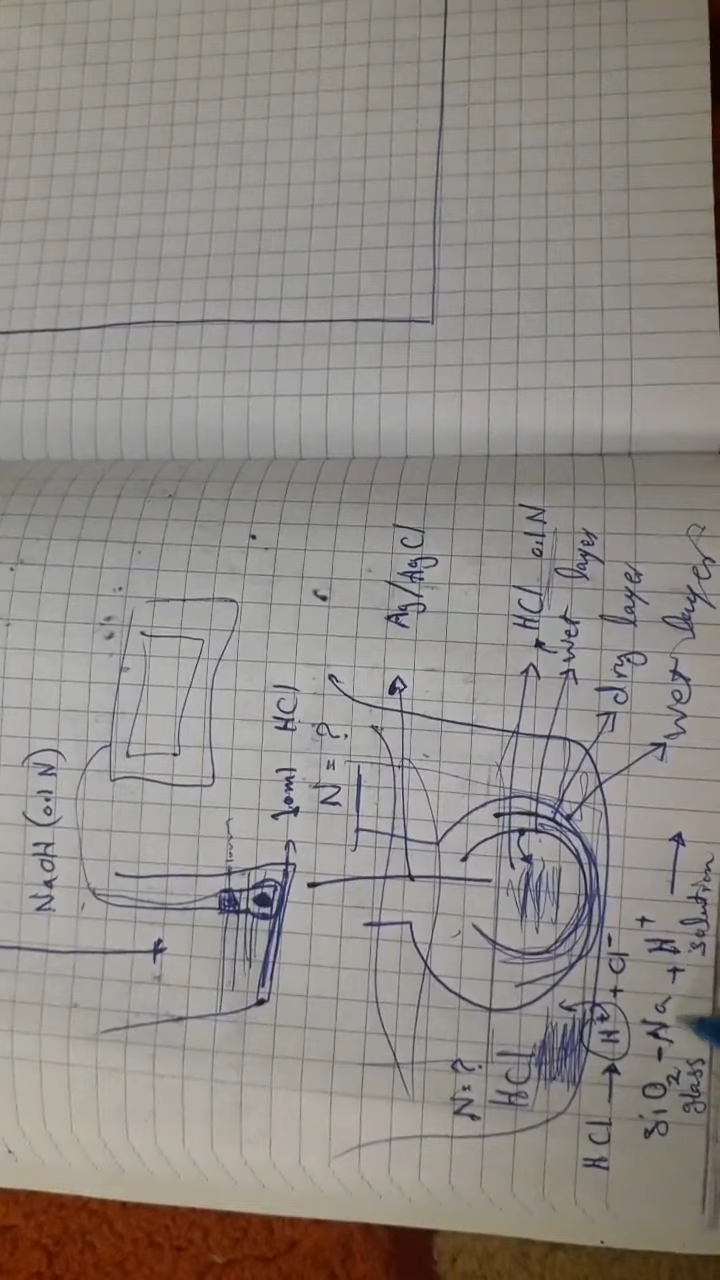 NaOH (0.1 N)
10ml HCl
N = ?
Ag/AgCl
HCl 0.1 N
wet layer
dry layer
wet layer
N=?
HCl
HCl → H⁺ + Cl⁻
SiO₂-Na + H⁺ →
glass solution